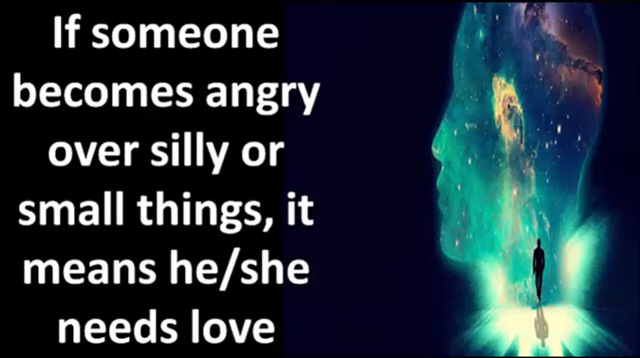 If someone
becomes angry
over silly or
small things, it
means he/she
needs love